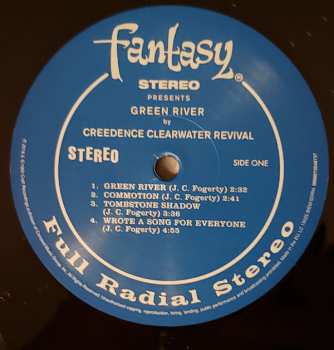 fantasy®
STEREO
PRESENTS
GREEN RIVER
by
CREEDENCE CLEARWATER REVIVAL
STEREO
SIDE ONE
1. GREEN RIVER (J. C. Fogerty) 2:32
2. COMMOTION (J. C. Fogerty) 2:41
3. TOMBSTONE SHADOW
(J. C. Fogerty) 3:36
4. WROTE A SONG FOR EVERYONE
(J. C. Fogerty) 4:55
Full Radial Stereo